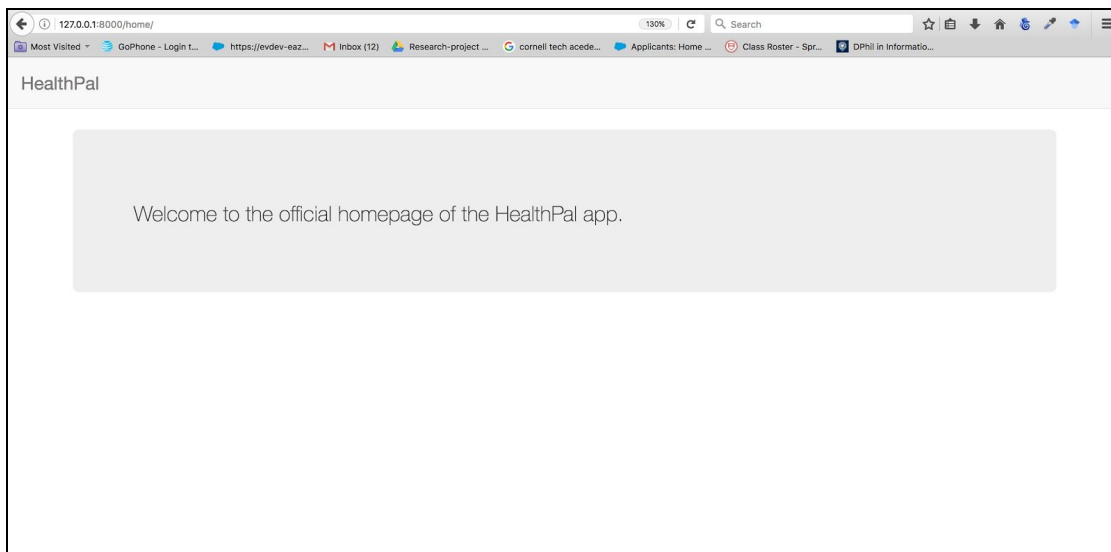 127.0.0.1:8000/home/
130%
Search
Most Visited
GoPhone - Login t...
https://evdev-eaz...
Inbox (12)
Research-project ...
cornell tech acede...
Applicants: Home ...
Class Roster - Spr...
DPhil in Informatio...
HealthPal
Welcome to the official homepage of the HealthPal app.